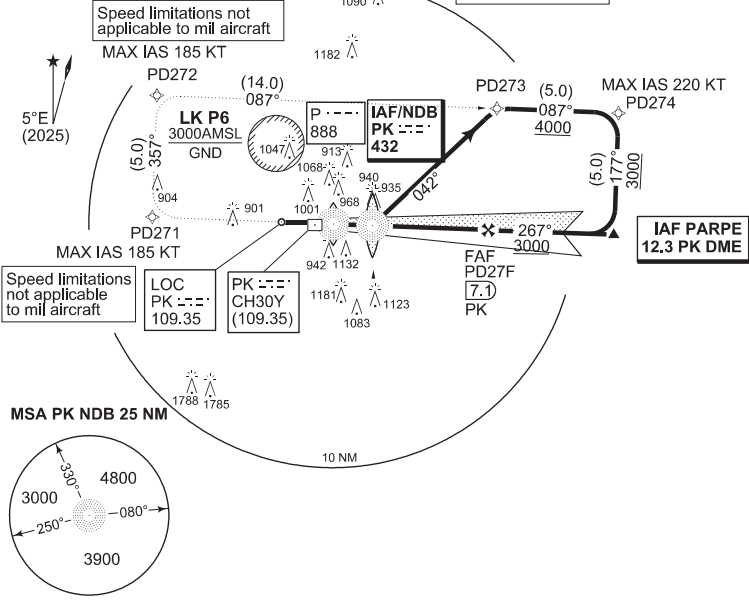 1090
Speed limitations not
applicable to mil aircraft
MAX IAS 185 KT
1182
PD272
(14.0)
087°
PD273
(5.0)
087°
4000
MAX IAS 220 KT
PD274
5°E
(2025)
LK P6
3000AMSL
GND
P
888
IAF/NDB
PK
432
(5.0)
357°
1047
913
1068
940
935
042°
(5.0)
177°
3000
904
901
1001
968
PD271
267°
3000
IAF PARPE
12.3 PK DME
MAX IAS 185 KT
942
1132
FAF
PD27F
7.1
PK
Speed limitations
not applicable
to mil aircraft
LOC
PK
109.35
PK
CH30Y
(109.35)
1181
1123
1083
1788
1785
MSA PK NDB 25 NM
10 NM
330°
4800
3000
080°
250°
3900